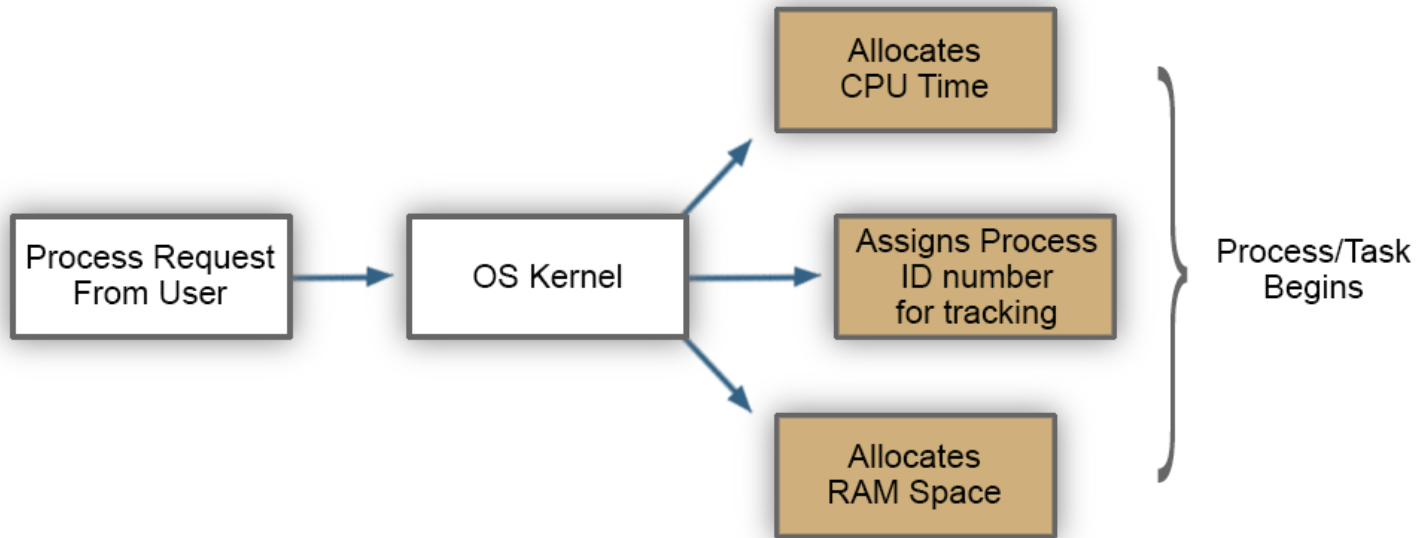 Process Request
From User
OS Kernel
Allocates
CPU Time
Assigns Process
ID number
for tracking
Allocates
RAM Space
Process/Task
Begins